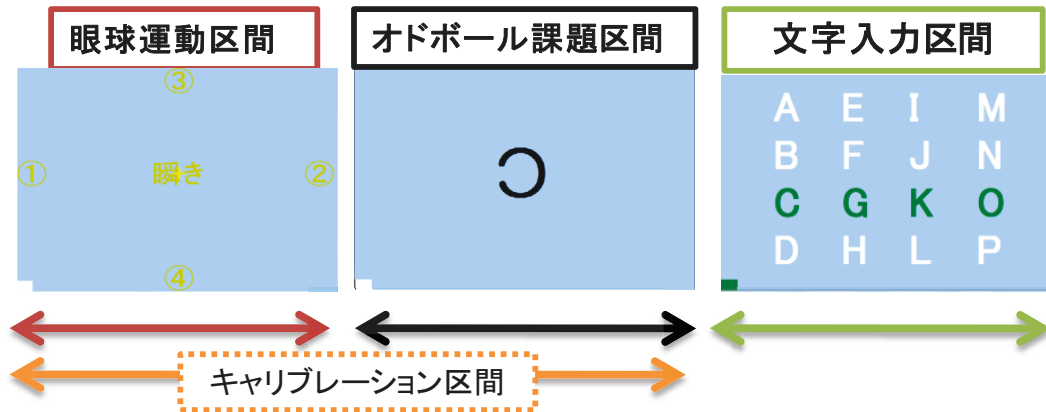 眼球運動区間
オドボール課題区間
文字入力区間
③
①
瞬き
②
④
A E I M
B F J N
C G K O
D H L P
キャリブレーション区間